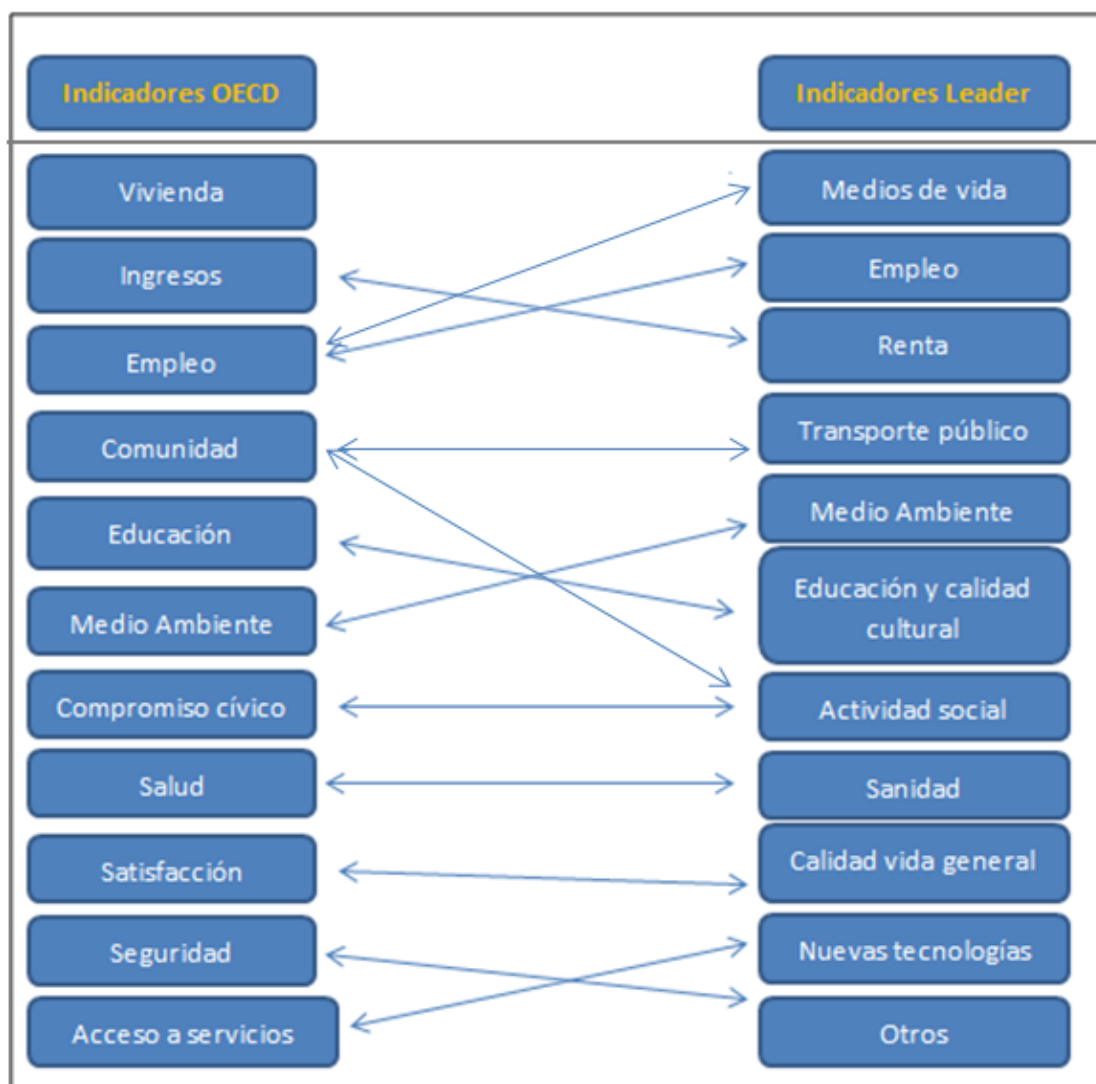 Indicadores OECD
Indicadores Leader
Vivienda
Medios de vida
Ingresos
Empleo
Empleo
Renta
Comunidad
Transporte público
Educación
Medio Ambiente
Medio Ambiente
Educación y calidad
cultural
Compromiso cívico
Actividad social
Salud
Sanidad
Satisfacción
Calidad vida general
Seguridad
Nuevas tecnologías
Acceso a servicios
Otros